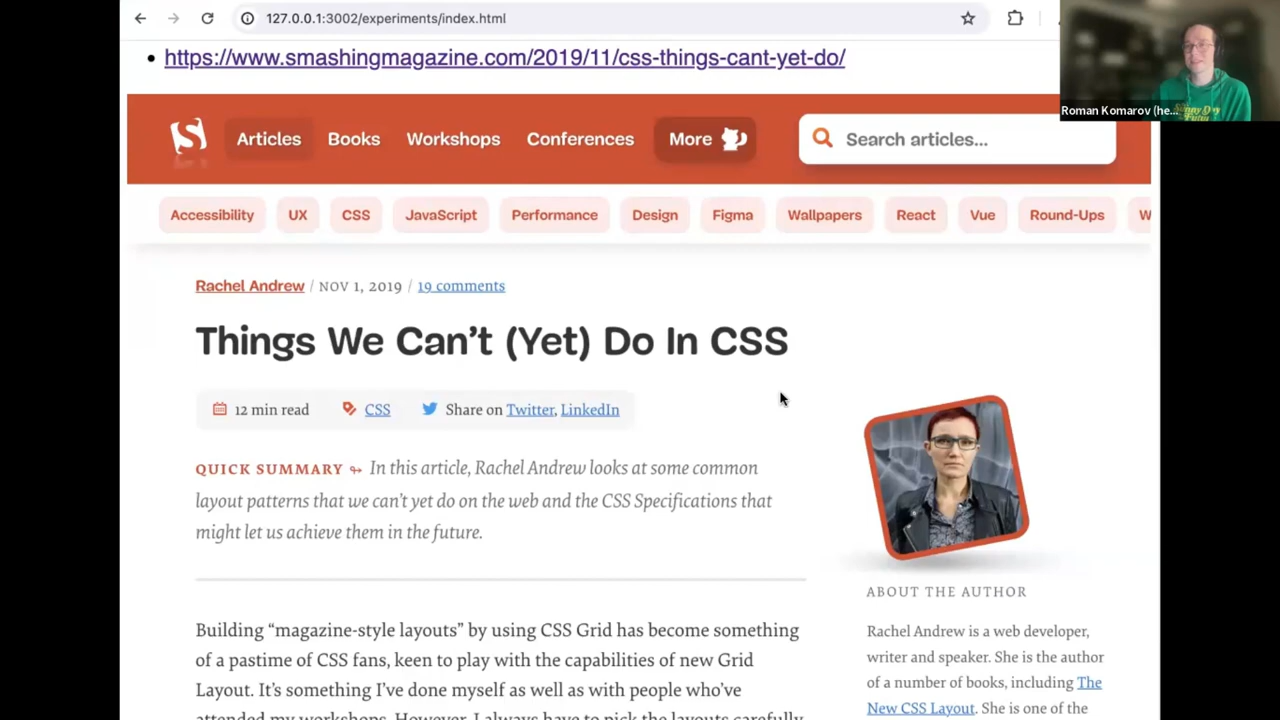 127.0.0.1:3002/experiments/index.html
https://www.smashingmagazine.com/2019/11/css-things-cant-yet-do/
Roman Komarov (he...
Articles Books Workshops Conferences More Search articles...
Accessibility UX CSS JavaScript Performance Design Figma Wallpapers React Vue Round-Ups W
Rachel Andrew / NOV 1, 2019 / 19 comments
Things We Can’t (Yet) Do In CSS
12 min read CSS Share on Twitter, LinkedIn
QUICK SUMMARY ↬ In this article, Rachel Andrew looks at some common
layout patterns that we can’t yet do on the web and the CSS Specifications that
might let us achieve them in the future.
Building “magazine-style layouts” by using CSS Grid has become something
of a pastime of CSS fans, keen to play with the capabilities of new Grid
Layout. It’s something I’ve done myself as well as with people who’ve
attended my workshops. However, I always have to pick the layouts carefully
ABOUT THE AUTHOR
Rachel Andrew is a web developer,
writer and speaker. She is the author
of a number of books, including The
New CSS Layout. She is one of the